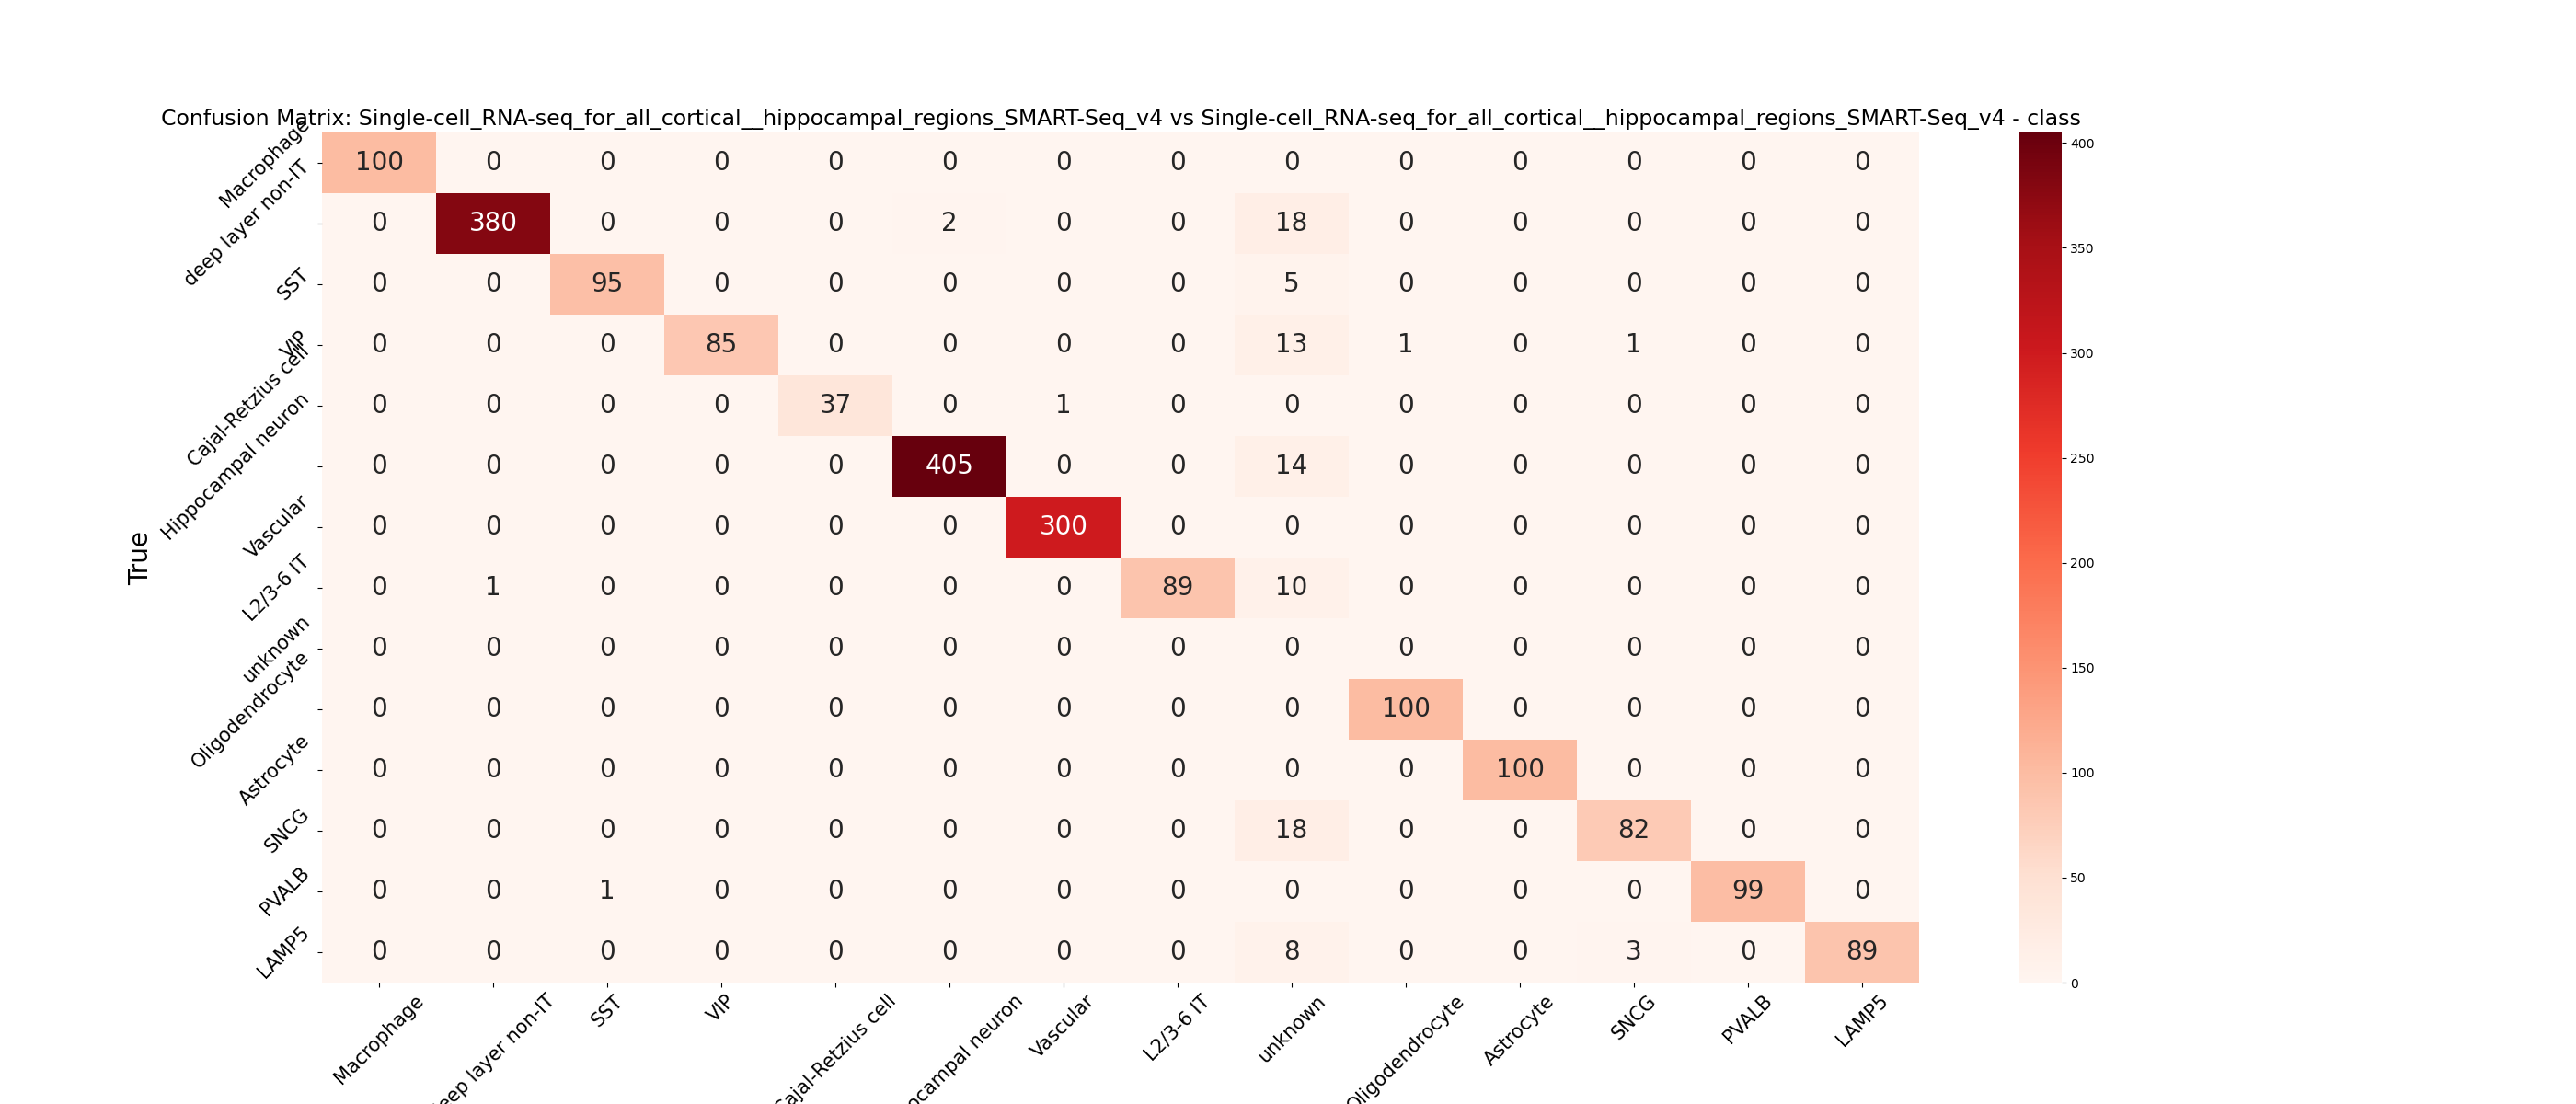 Confusion Matrix: Single-cell_RNA-seq_for_all_cortical__hippocampal_regions_SMART-Seq_v4 vs Single-cell_RNA-seq_for_all_cortical__hippocampal_regions_SMART-Seq_v4 - class
True
Macrophage 100 0 0 0 0 0 0 0 0 0 0 0 0 0
deep layer non-IT 0 380 0 0 0 2 0 0 18 0 0 0 0 0
SST 0 0 95 0 0 0 0 0 5 0 0 0 0 0
VIP 0 0 0 85 0 0 0 0 13 1 0 1 0 0
Cajal-Retzius cell 0 0 0 0 37 0 1 0 0 0 0 0 0 0
Hippocampal neuron 0 0 0 0 0 405 0 0 14 0 0 0 0 0
Vascular 0 0 0 0 0 0 300 0 0 0 0 0 0 0
L2/3-6 IT 0 1 0 0 0 0 0 89 10 0 0 0 0 0
unknown 0 0 0 0 0 0 0 0 0 0 0 0 0 0
Oligodendrocyte 0 0 0 0 0 0 0 0 0 100 0 0 0 0
Astrocyte 0 0 0 0 0 0 0 0 0 0 100 0 0 0
SNCG 0 0 0 0 0 0 0 0 18 0 0 82 0 0
PVALB 0 0 1 0 0 0 0 0 0 0 0 0 99 0
LAMP5 0 0 0 0 0 0 0 0 8 0 0 3 0 89
Macrophage
eep layer non-IT
SST
VIP
Cajal-Retzius cell
ocampal neuron
Vascular
L2/3-6 IT
unknown
Oligodendrocyte
Astrocyte
SNCG
PVALB
LAMP5
400
350
300
250
200
150
100
50
0